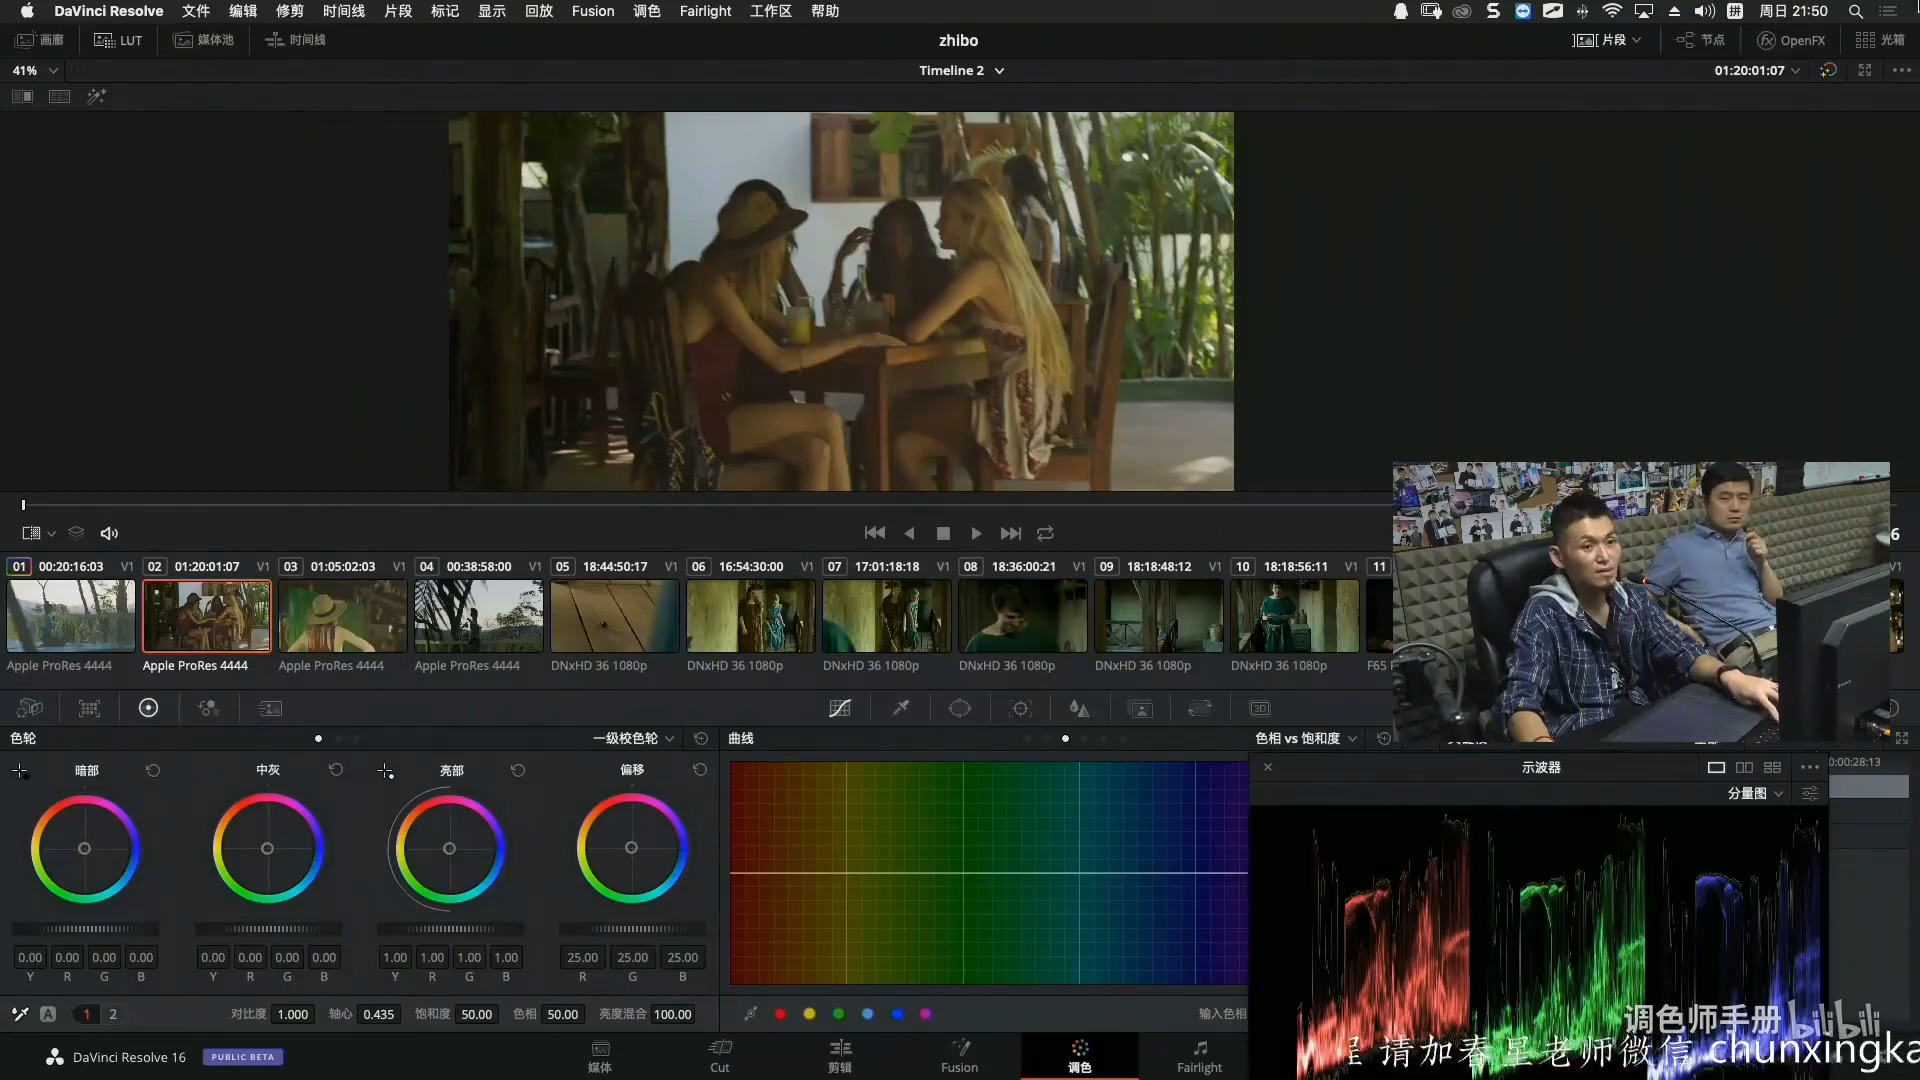 DaVinci Resolve 文件 编辑 修剪 时间线 片段 标记 显示 回放 Fusion 调色 Fairlight 工作区 帮助 拼 周日 21:50
画廊 LUT 媒体池 时间线 zhibo 片段 节点 fx OpenFX 光箱
41% Timeline 2 01:20:01:07
01 00:20:16:03 V1 02 01:20:01:07 V1 03 01:05:02:03 V1 04 00:38:58:00 V1 05 18:44:50:17 V1 06 16:54:30:00 V1 07 17:01:18:18 V1 08 18:36:00:21 V1 09 18:18:48:12 V1 10 18:18:56:11 V1 11
Apple ProRes 4444 Apple ProRes 4444 Apple ProRes 4444 Apple ProRes 4444 DNxHD 36 1080p DNxHD 36 1080p DNxHD 36 1080p DNxHD 36 1080p DNxHD 36 1080p DNxHD 36 1080p F65
3D
色轮 一级校色轮 曲线 色相 vs 饱和度
暗部 中灰 亮部 偏移 示波器 0:00:28:13
分量图
0.00 0.00 0.00 0.00 0.00 0.00 0.00 0.00 1.00 1.00 1.00 1.00 25.00 25.00 25.00
Y R G B Y R G B Y R G B R G B
A 1 2 对比度 1.000 轴心 0.435 饱和度 50.00 色相 50.00 亮度混合 100.00 输入色相
调色师手册 bilibili
请加春星老师微信 chunxingka
DaVinci Resolve 16 PUBLIC BETA 媒体 Cut 剪辑 Fusion 调色 Fairlight